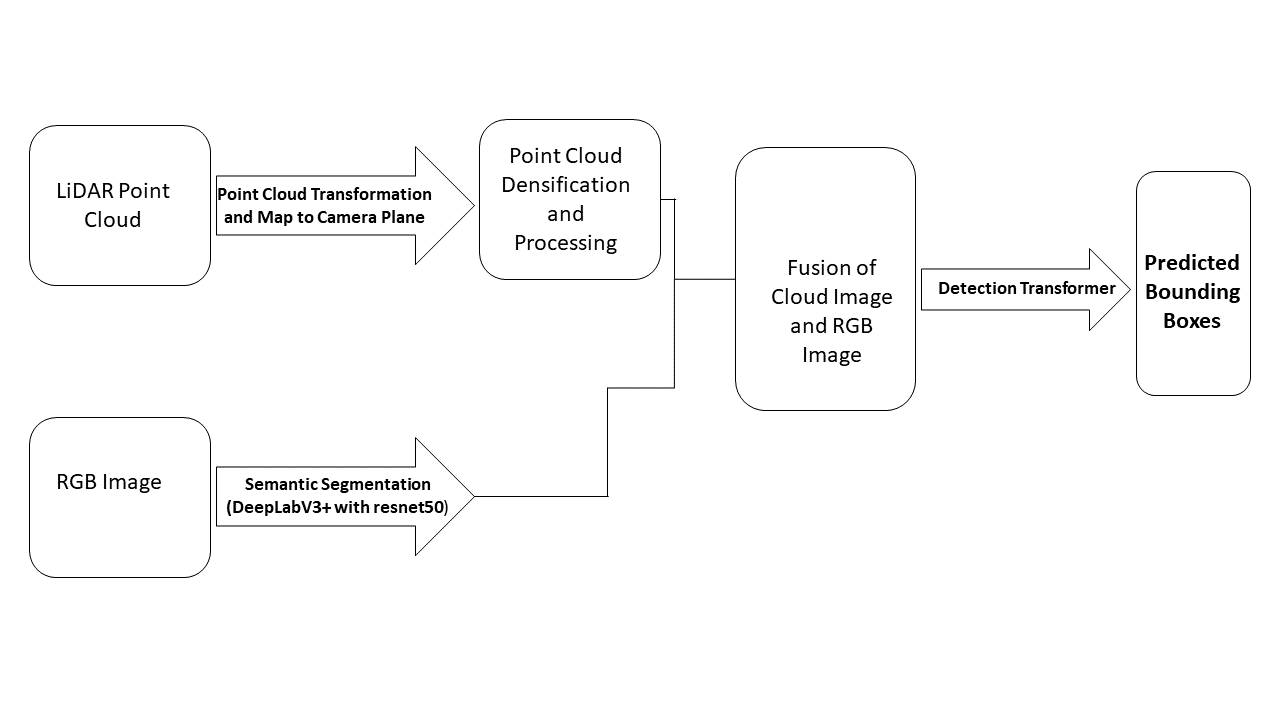 LiDAR Point
Cloud
Point Cloud Transformation
and Map to Camera Plane
Point Cloud
Densification
and
Processing
RGB Image
Semantic Segmentation
(DeepLabV3+ with resnet50)
Fusion of
Cloud Image
and RGB
Image
Detection Transformer
Predicted
Bounding
Boxes